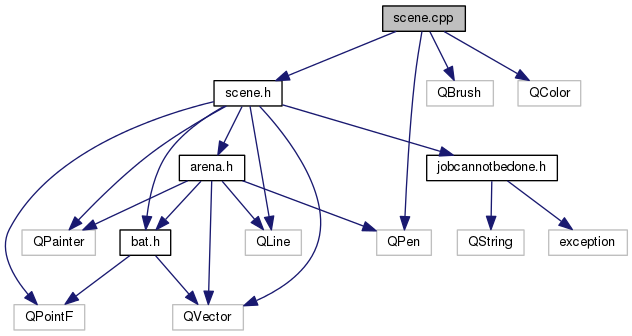 scene.cpp
scene.h
QBrush
QColor
arena.h
jobcannotbedone.h
QPainter
bat.h
QLine
QPen
QString
exception
QPointF
QVector